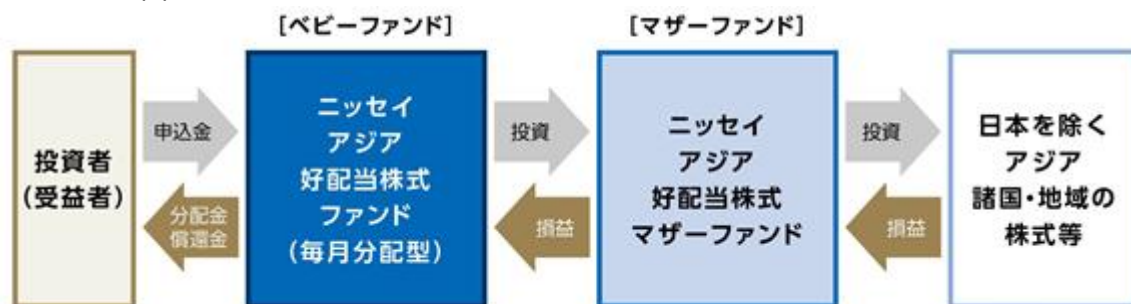 [ベビーファンド]
[マザーファンド]
投資者
(受益者)
申込金
分配金
償還金
ニッセイ
アジア
好配当株式
ファンド
(毎月分配型)
投資
損益
ニッセイ
アジア
好配当株式
マザーファンド
投資
損益
日本を除く
アジア
諸国・地域の
株式等